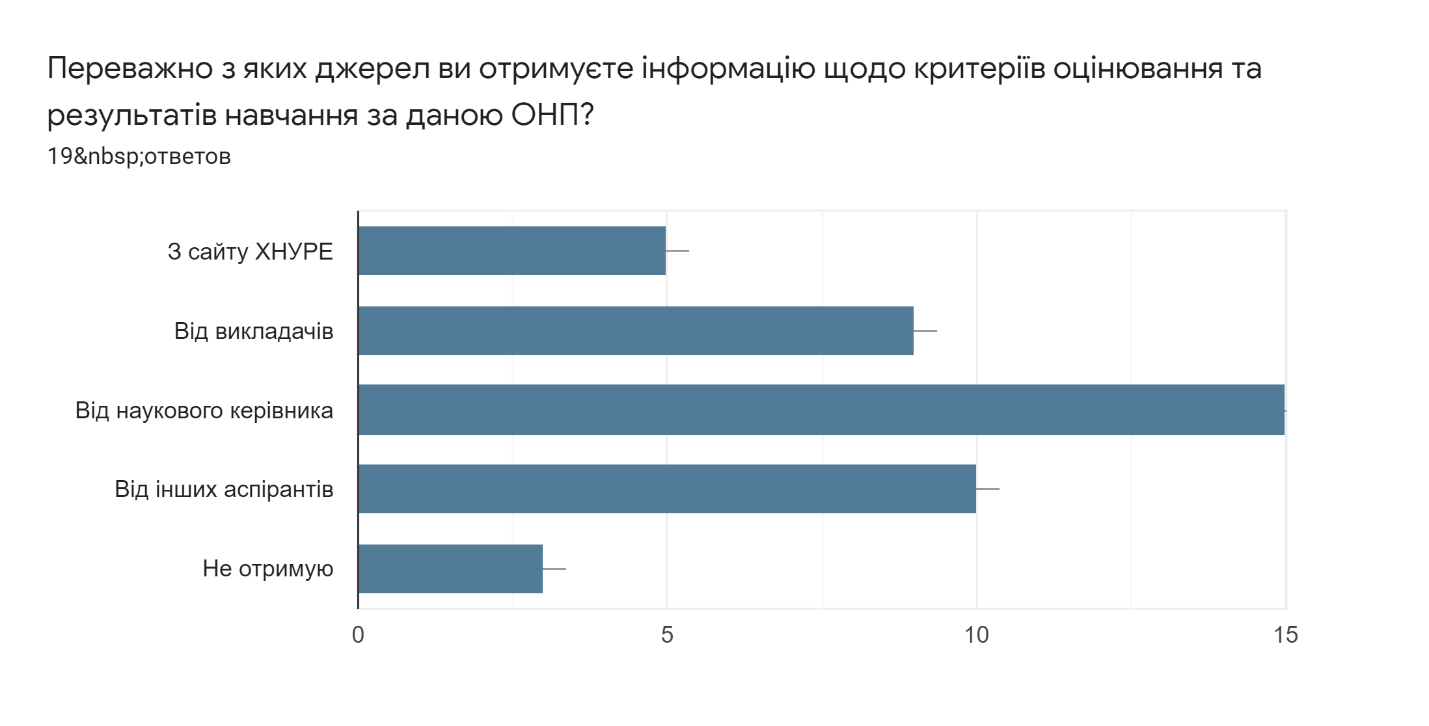 Переважно з яких джерел ви отримуєте інформацію щодо критеріїв оцінювання та
результатів навчання за даною ОНП?
19&nbsp;ответов
З сайту ХНУРЕ
Від викладачів
Від наукового керівника
Від інших аспірантів
Не отримую
0 5 10 15